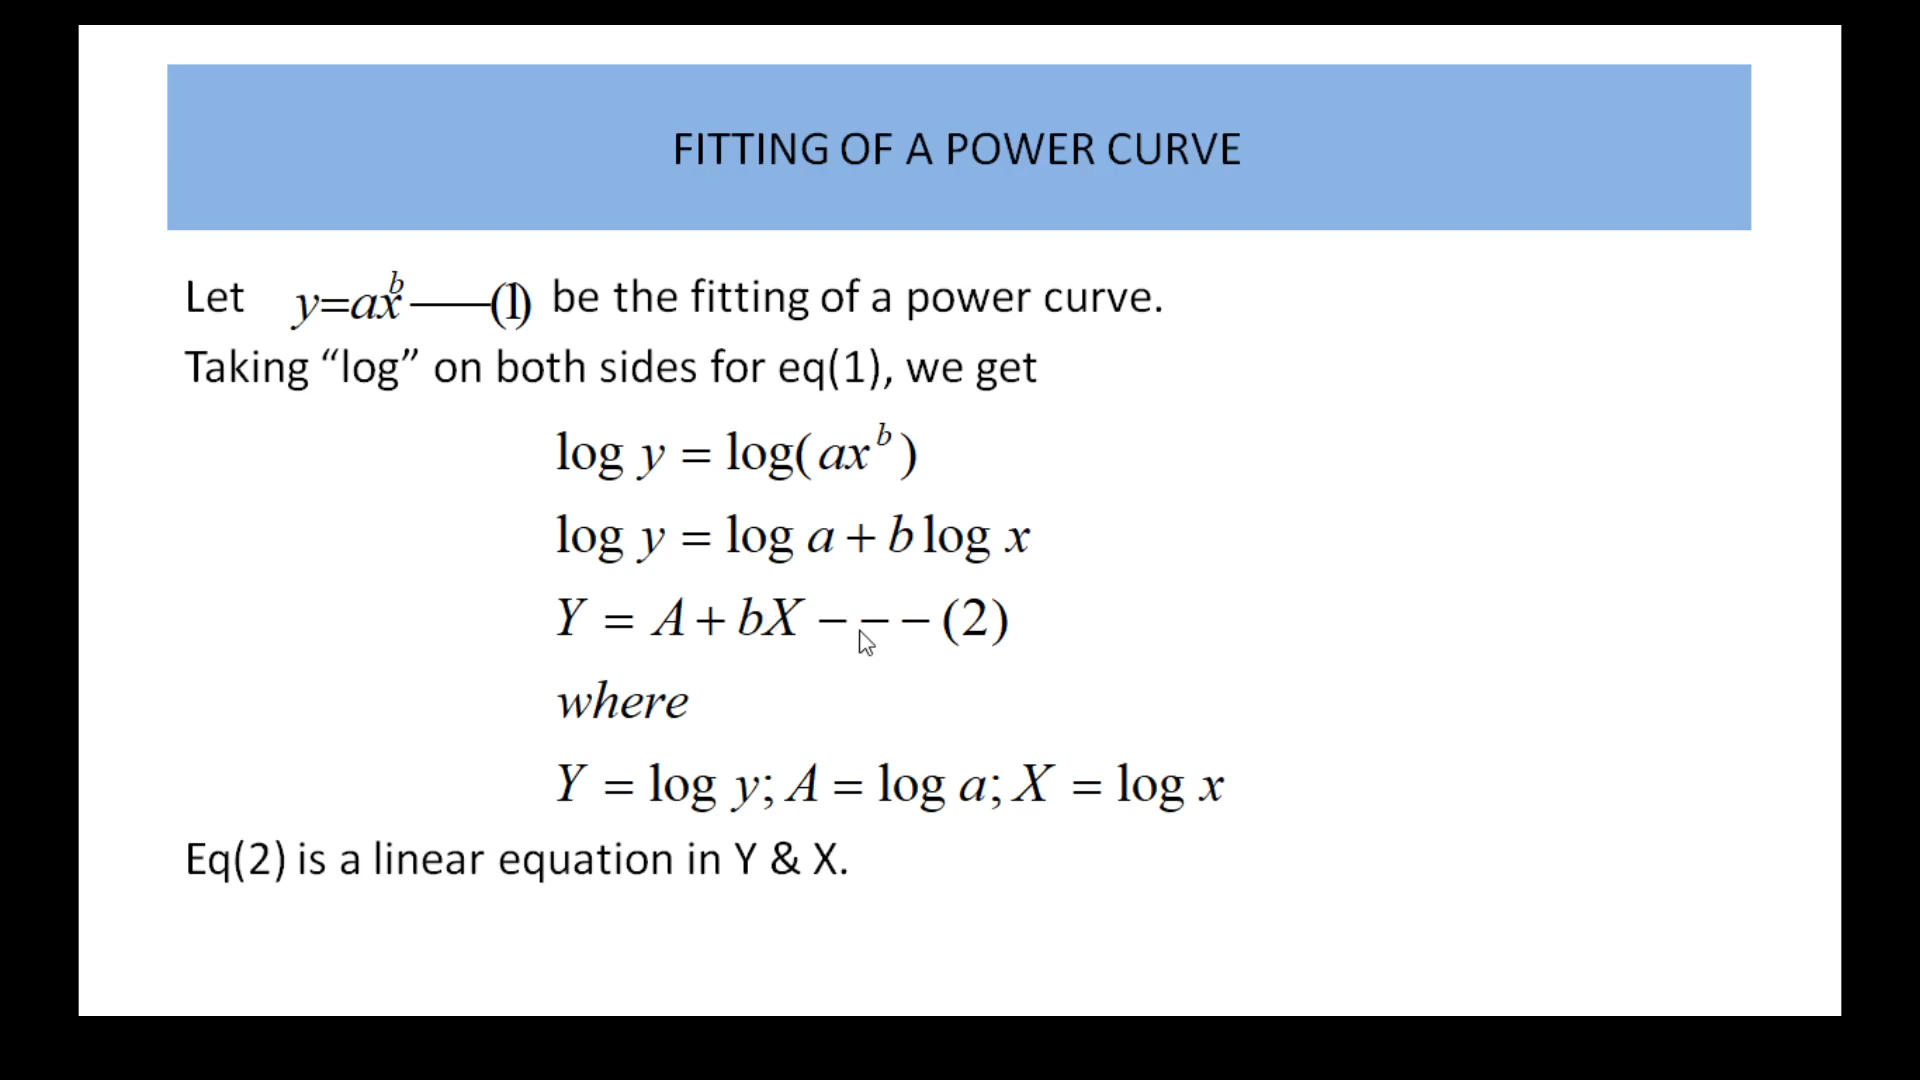 FITTING OF A POWER CURVE
Let y=ax^b——(1) be the fitting of a power curve.
Taking “log” on both sides for eq(1), we get
log y = log(ax^b)
log y = log a + b log x
Y = A + bX − − − (2)
where
Y = log y; A = log a; X = log x
Eq(2) is a linear equation in Y & X.